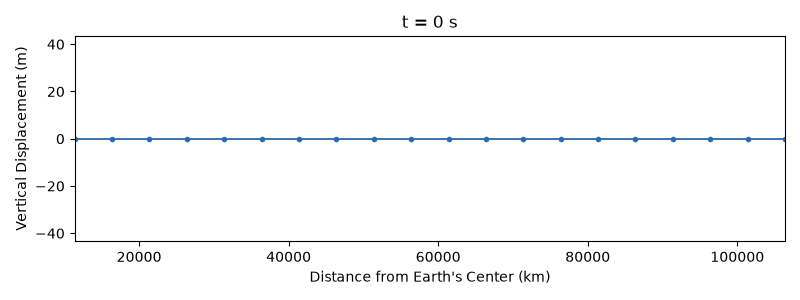 t = 0 s
Vertical Displacement (m)
40
20
0
−20
−40
20000 40000 60000 80000 100000
Distance from Earth's Center (km)